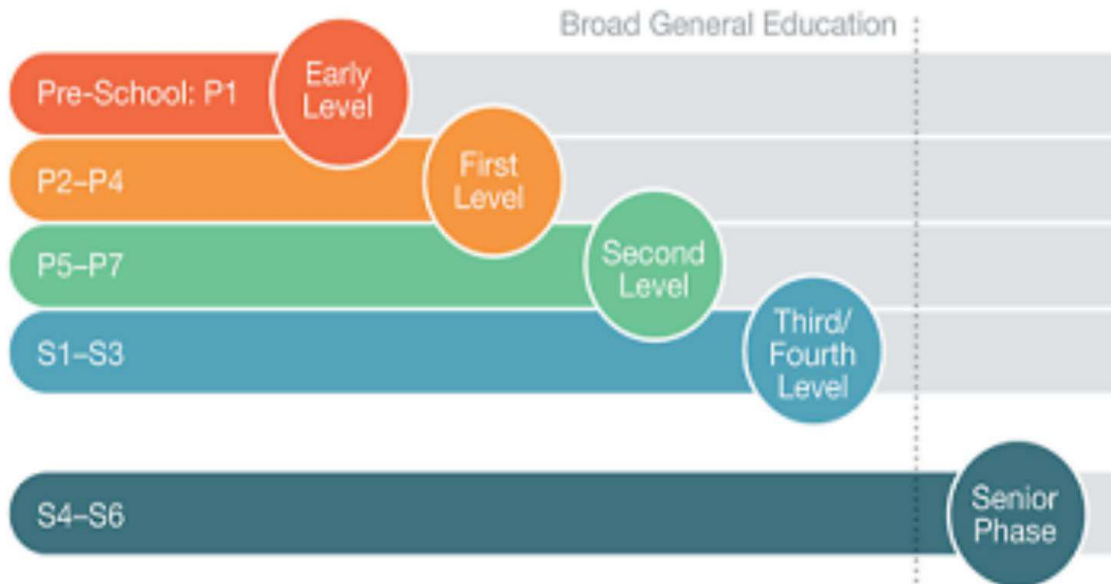 Broad General Education
Pre-School: P1
Early
Level
P2–P4
First
Level
P5–P7
Second
Level
S1–S3
Third/
Fourth
Level
S4–S6
Senior
Phase